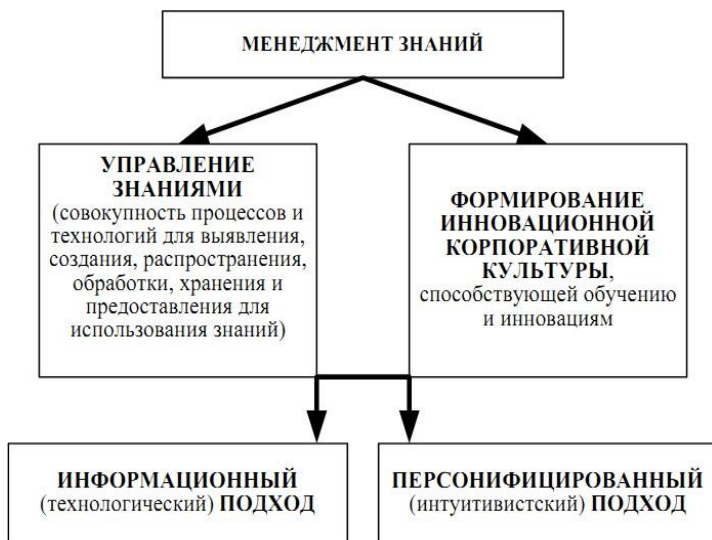 МЕНЕДЖМЕНТ ЗНАНИЙ
УПРАВЛЕНИЕ
ЗНАНИЯМИ
(совокупность процессов и
технологий для выявления,
создания, распространения,
обработки, хранения и
предоставления для
использования знаний)
ФОРМИРОВАНИЕ
ИННОВАЦИОННОЙ
КОРПОРАТИВНОЙ
КУЛЬТУРЫ,
способствующей обучению
и инновациям
ИНФОРМАЦИОННЫЙ
(технологический) ПОДХОД
ПЕРСОНИФИЦИРОВАННЫЙ
(интуитивистский) ПОДХОД